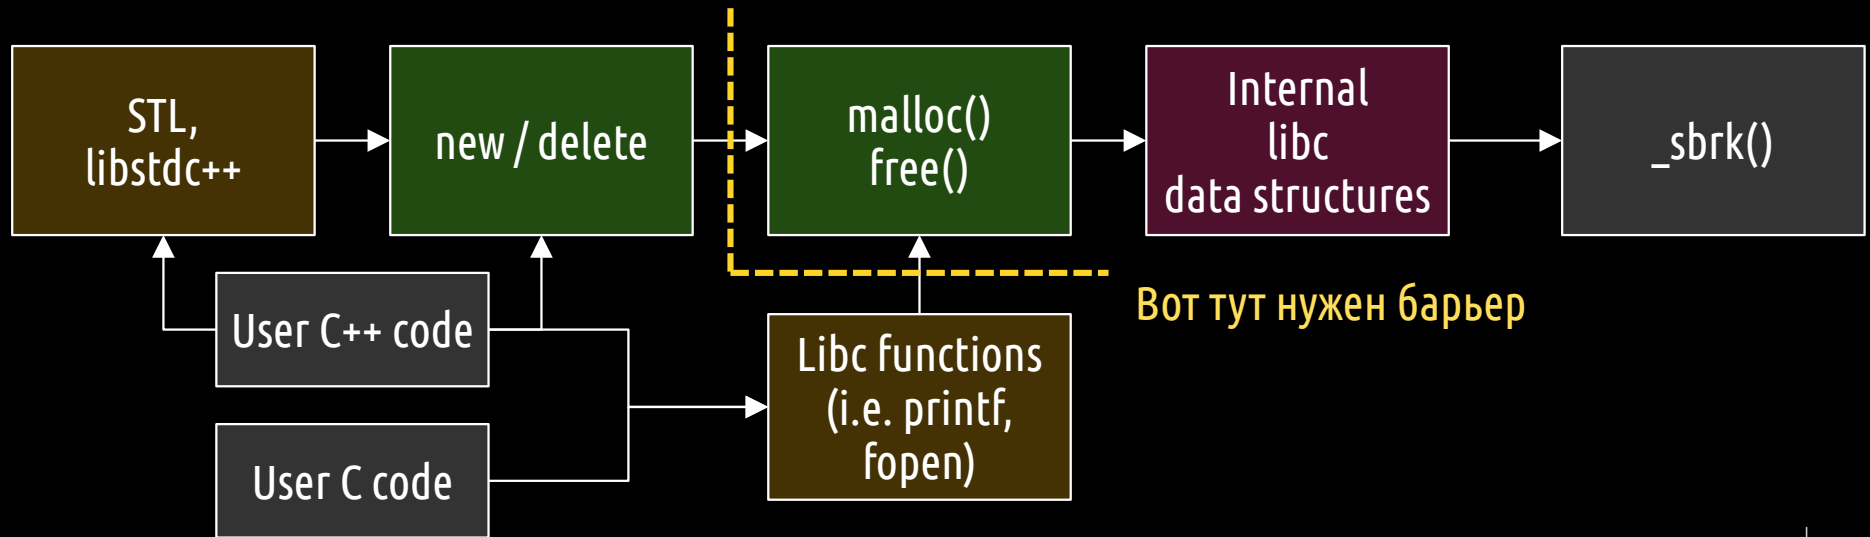 STL,
libstdc++
new / delete
malloc()
free()
Internal
libc
data structures
_sbrk()
User C++ code
Вот тут нужен барьер
Libc functions
(i.e. printf,
fopen)
User C code